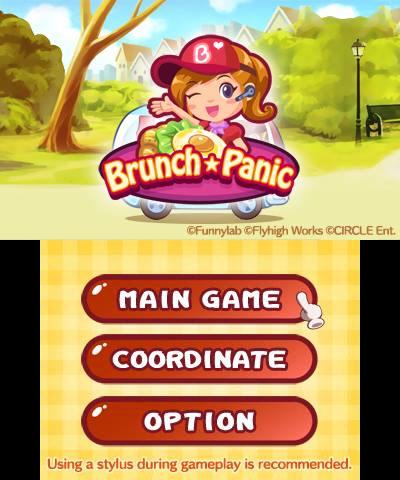 B
Brunch★Panic
©Funnylab ©Flyhigh Works ©CIRCLE Ent.
MAIN GAME
COORDINATE
OPTION
Using a stylus during gameplay is recommended.